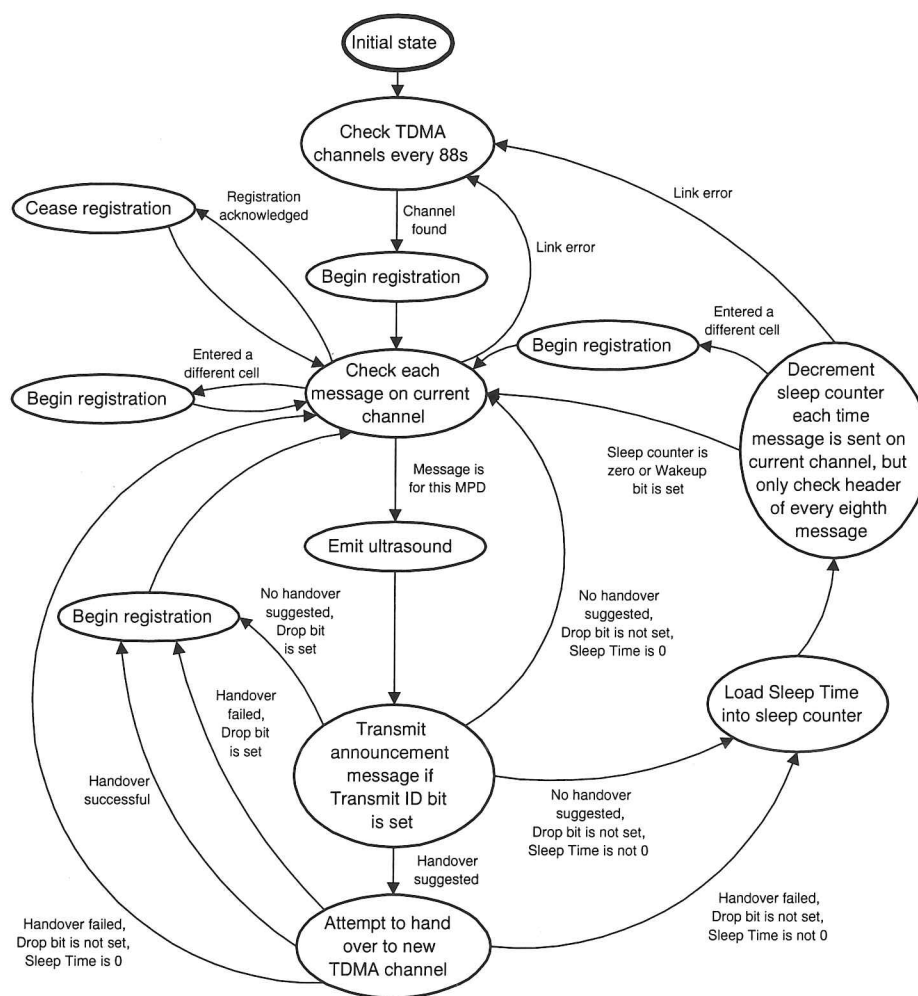 Initial state
Check TDMA
channels every 88s
Registration
acknowledged
Cease registration
Channel
found
Link error
Link error
Begin registration
Entered a
different cell
Begin registration
Entered a
different cell
Begin registration
Check each
message on current
channel
Decrement
sleep counter
each time
message is sent on
current channel, but
only check header
of every eighth
message
Sleep counter is
zero or Wakeup
bit is set
Message is
for this MPD
Emit ultrasound
No handover
suggested,
Drop bit
is set
No handover
suggested,
Drop bit is not set,
Sleep Time is 0
Begin registration
Handover
failed,
Drop bit
is set
Load Sleep Time
into sleep counter
Transmit
announcement
message if
Transmit ID bit
is set
Handover
successful
No handover
suggested,
Drop bit is not set,
Sleep Time is not 0
Handover
suggested
Handover failed,
Drop bit is not set,
Sleep Time is 0
Attempt to hand
over to new
TDMA channel
Handover failed,
Drop bit is not set,
Sleep Time is not 0